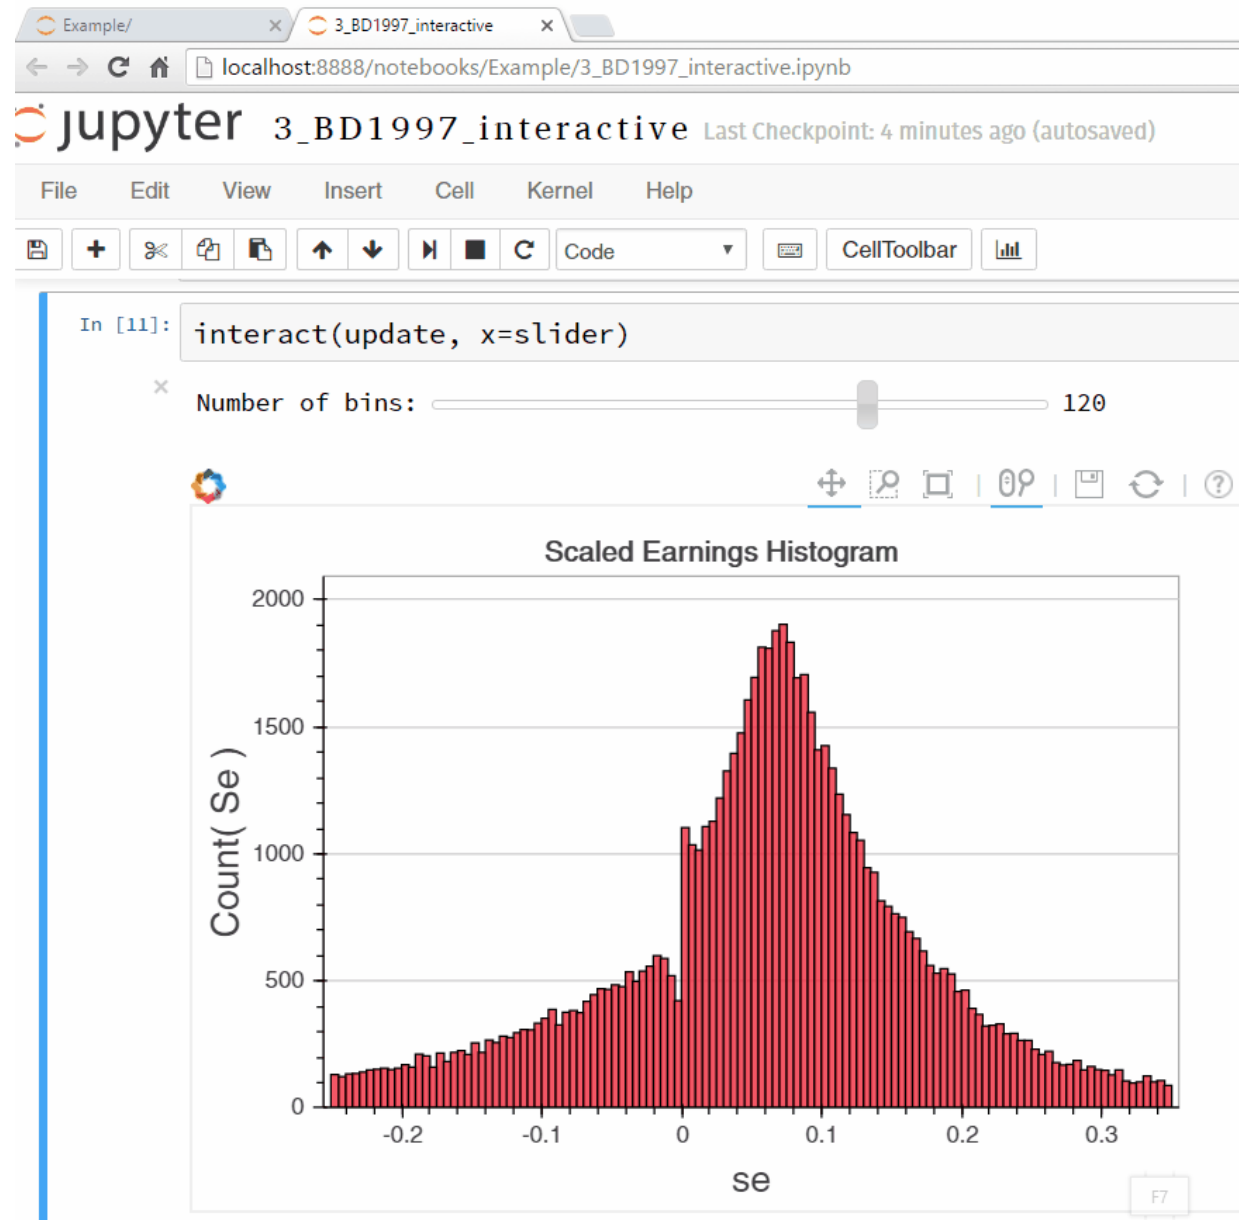 Example/
3_BD1997_interactive
localhost:8888/notebooks/Example/3_BD1997_interactive.ipynb
jupyter 3_BD1997_interactive Last Checkpoint: 4 minutes ago (autosaved)
File Edit View Insert Cell Kernel Help
Code CellToolbar
In [11]: interact(update, x=slider)
Number of bins: 120
Scaled Earnings Histogram
2000
1500
1000
500
0
Count( Se )
-0.2 -0.1 0 0.1 0.2 0.3
se
F7